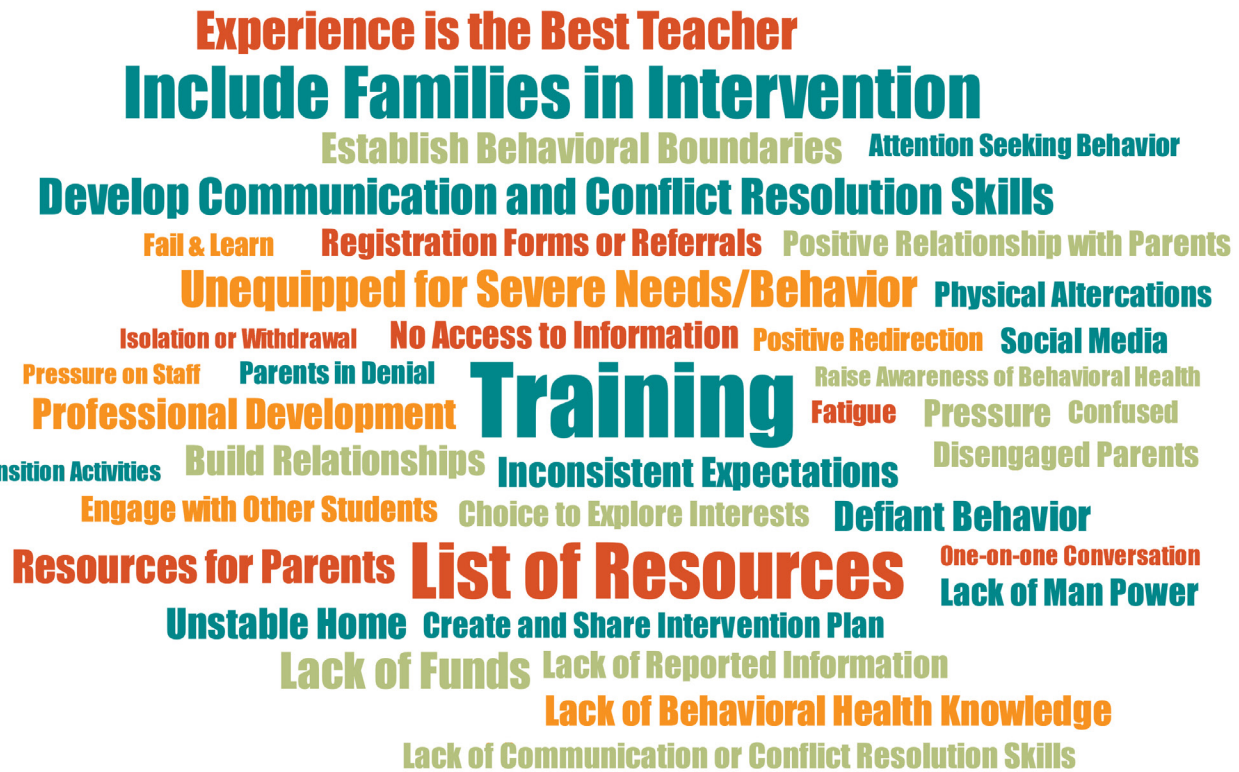 Experience is the Best Teacher
Include Families in Intervention
Establish Behavioral Boundaries Attention Seeking Behavior
Develop Communication and Conflict Resolution Skills
Fail & Learn Registration Forms or Referrals Positive Relationship with Parents
Unequipped for Severe Needs/Behavior Physical Altercations
Isolation or Withdrawal No Access to Information Positive Redirection Social Media
Pressure on Staff Parents in Denial Training Raise Awareness of Behavioral Health
Professional Development Fatigue Pressure Confused
Activities Build Relationships Inconsistent Expectations Disengaged Parents
Engage with Other Students Choice to Explore Interests Defiant Behavior
Resources for Parents List of Resources One-on-one Conversation
Lack of Man Power
Unstable Home Create and Share Intervention Plan
Lack of Funds Lack of Reported Information
Lack of Behavioral Health Knowledge
Lack of Communication or Conflict Resolution Skills